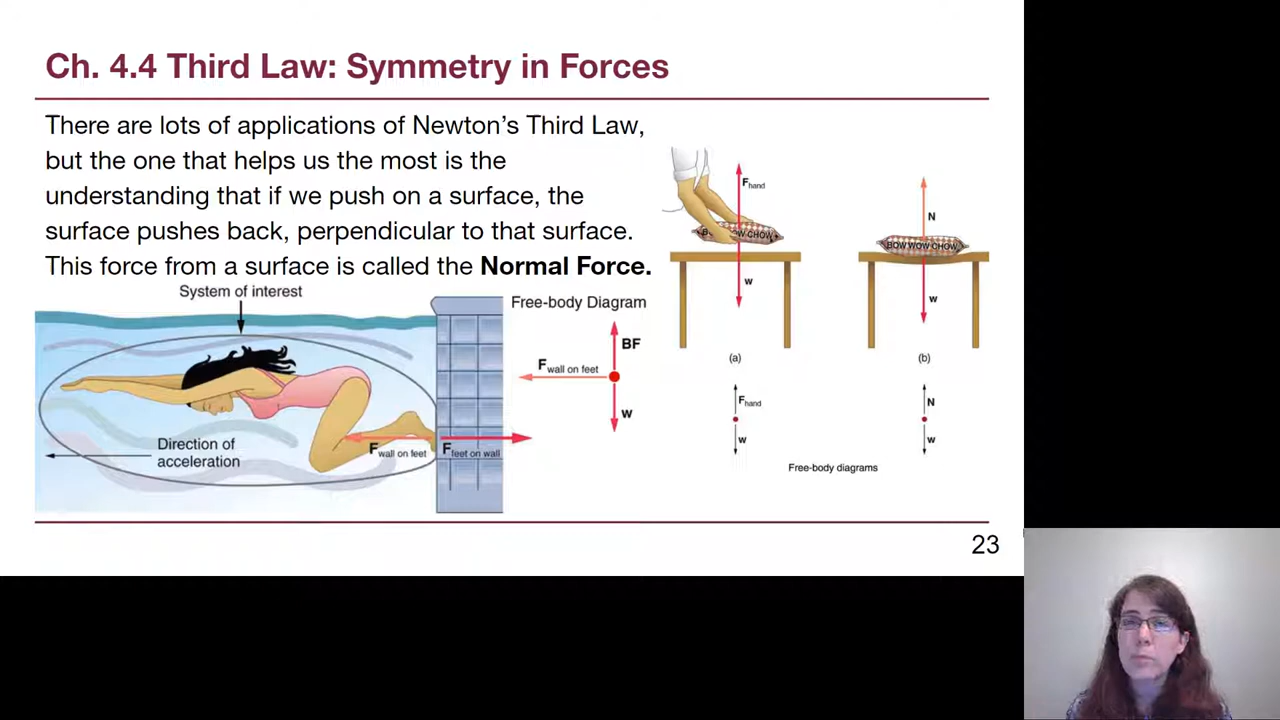 Ch. 4.4 Third Law: Symmetry in Forces
There are lots of applications of Newton's Third Law,
but the one that helps us the most is the
understanding that if we push on a surface, the
surface pushes back, perpendicular to that surface.
This force from a surface is called the Normal Force.
System of interest
Direction of
acceleration
F wall on feet
F feet on wall
Free-body Diagram
BF
F wall on feet
W
F hand
WOW CHOW
w
(a)
N
BOW WOW CHOW
w
(b)
F hand
w
N
w
Free-body diagrams
23